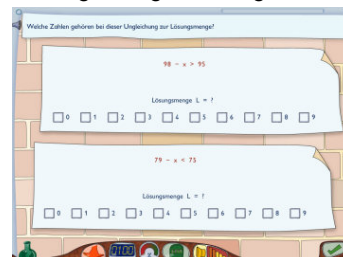 Welche Zahlen gehören bei dieser Ungleichung zur Lösungsmenge?
98 - x > 95
Lösungsmenge L = ?
0 1 2 3 4 5 6 7 8 9
79 - x < 75
Lösungsmenge L = ?
0 1 2 3 4 5 6 7 8 9